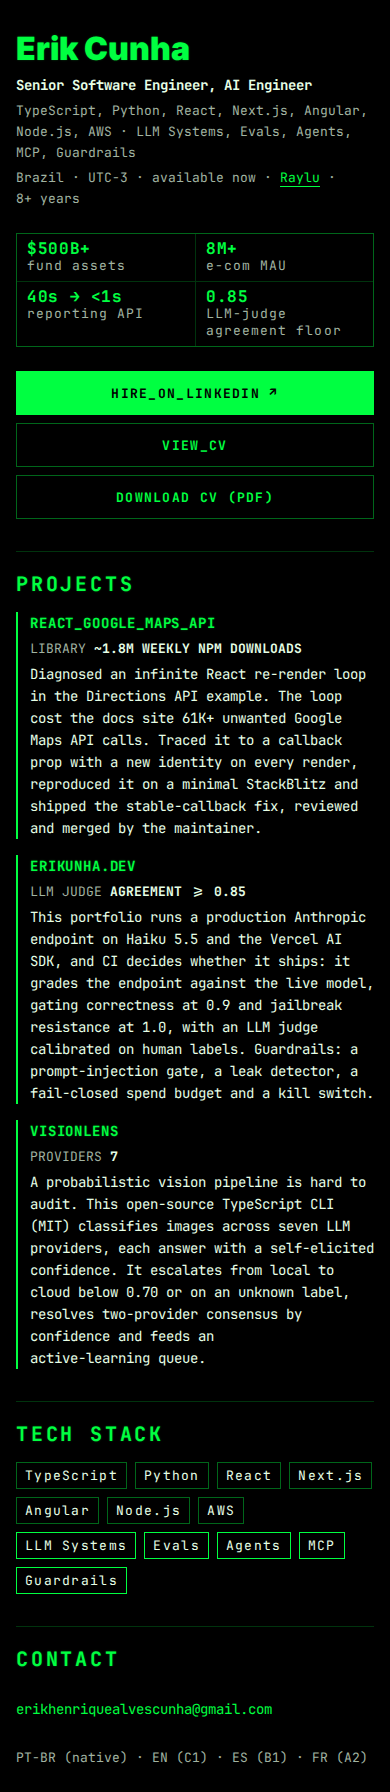 Erik Cunha
Senior Software Engineer, AI Engineer
TypeScript, Python, React, Next.js, Angular,
Node.js, AWS · LLM Systems, Evals, Agents,
MCP, Guardrails
Brazil · UTC-3 · available now · Raylu ·
8+ years
$500B+
fund assets
8M+
e-com MAU
40s → <1s
reporting API
0.85
LLM-judge
agreement floor
HIRE_ON_LINKEDIN ↗
VIEW_CV
DOWNLOAD CV (PDF)
PROJECTS
REACT_GOOGLE_MAPS_API
LIBRARY ~1.8M WEEKLY NPM DOWNLOADS
Diagnosed an infinite React re-render loop
in the Directions API example. The loop
cost the docs site 61K+ unwanted Google
Maps API calls. Traced it to a callback
prop with a new identity on every render,
reproduced it on a minimal StackBlitz and
shipped the stable-callback fix, reviewed
and merged by the maintainer.
ERIKUNHA.DEV
LLM JUDGE AGREEMENT ≥ 0.85
This portfolio runs a production Anthropic
endpoint on Haiku 5.5 and the Vercel AI
SDK, and CI decides whether it ships: it
grades the endpoint against the live model,
gating correctness at 0.9 and jailbreak
resistance at 1.0, with an LLM judge
calibrated on human labels. Guardrails: a
prompt-injection gate, a leak detector, a
fail-closed spend budget and a kill switch.
VISIONLENS
PROVIDERS 7
A probabilistic vision pipeline is hard to
audit. This open-source TypeScript CLI
(MIT) classifies images across seven LLM
providers, each answer with a self-elicited
confidence. It escalates from local to
cloud below 0.70 or on an unknown label,
resolves two-provider consensus by
confidence and feeds an
active-learning queue.
TECH STACK
TypeScript Python React Next.js
Angular Node.js AWS
LLM Systems Evals Agents MCP
Guardrails
CONTACT
erikhenriquealvescunha@gmail.com
PT-BR (native) · EN (C1) · ES (B1) · FR (A2)